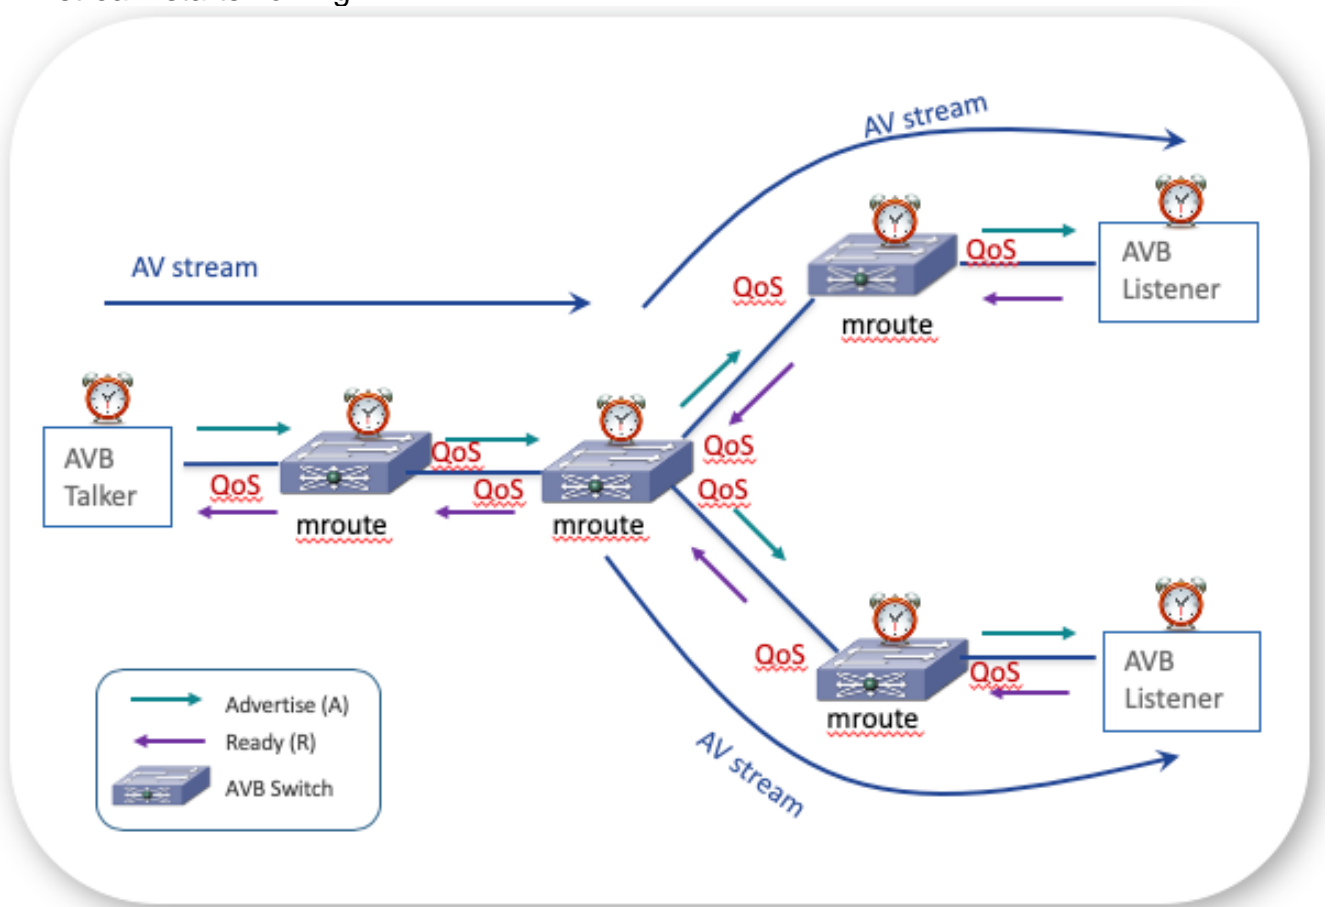 AV stream
AV stream
QoS
AVB
Listener
QoS
mroute
AVB
Talker
QoS
QoS
QoS
QoS
QoS
mroute
mroute
QoS
QoS
AVB
Listener
mroute
AV stream
Advertise (A)
Ready (R)
AVB Switch